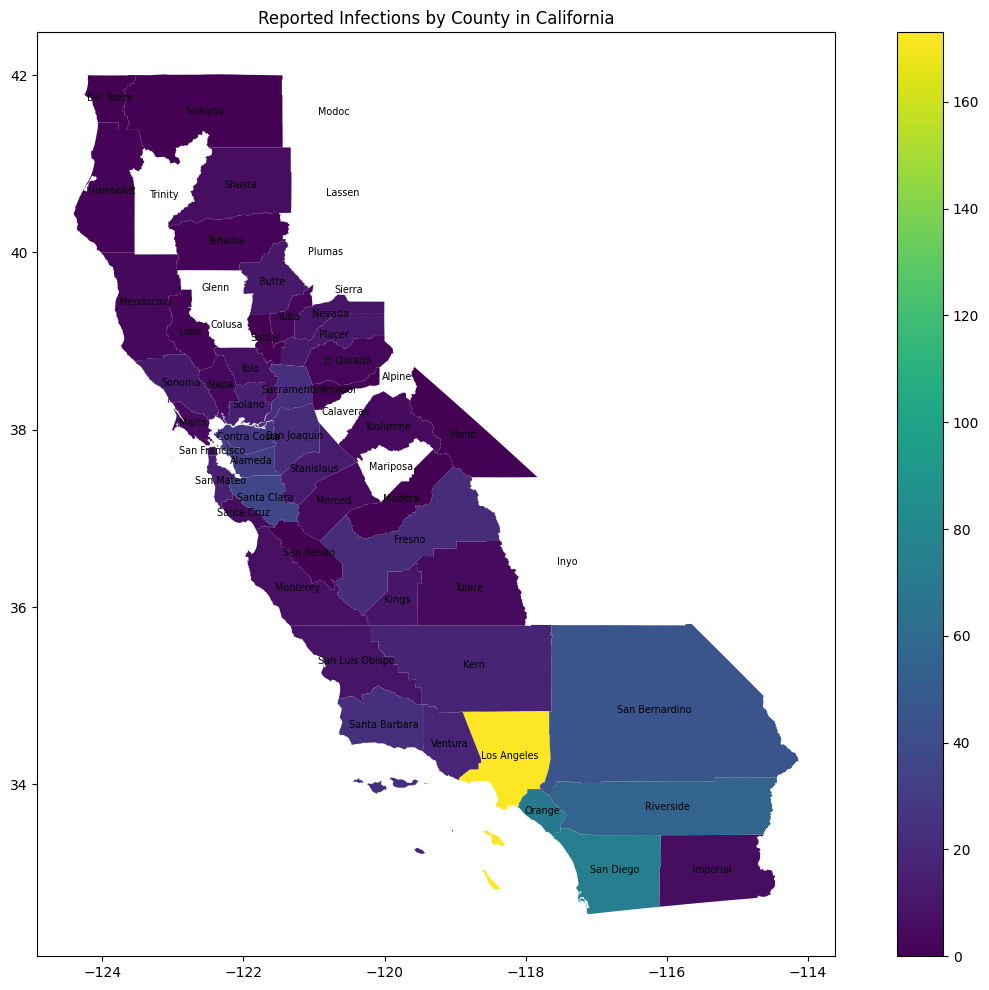 Reported Infections by County in California
42
160
Del Norte
Siskiyou
Modoc
140
Humboldt
Trinity
Shasta
Lassen
Tehama
40
Plumas
120
Glenn
Butte
Sierra
Mendocino
Colusa
Yuba
Nevada
Lake
Sutter
Placer
Yolo
El Dorado
100
Sonoma
Napa
Sacramento
Amador
Alpine
Solano
Calaveras
38
Marin
Contra Costa
San Joaquin
Tuolumne
Mono
San Francisco
Alameda
Stanislaus
Mariposa
80
San Mateo
Santa Clara
Merced
Madera
Santa Cruz
San Benito
Fresno
Inyo
60
36
Monterey
Kings
Tulare
San Luis Obispo
Kern
40
Santa Barbara
Ventura
Los Angeles
San Bernardino
34
Orange
Riverside
20
San Diego
Imperial
0
−124
−122
−120
−118
−116
−114